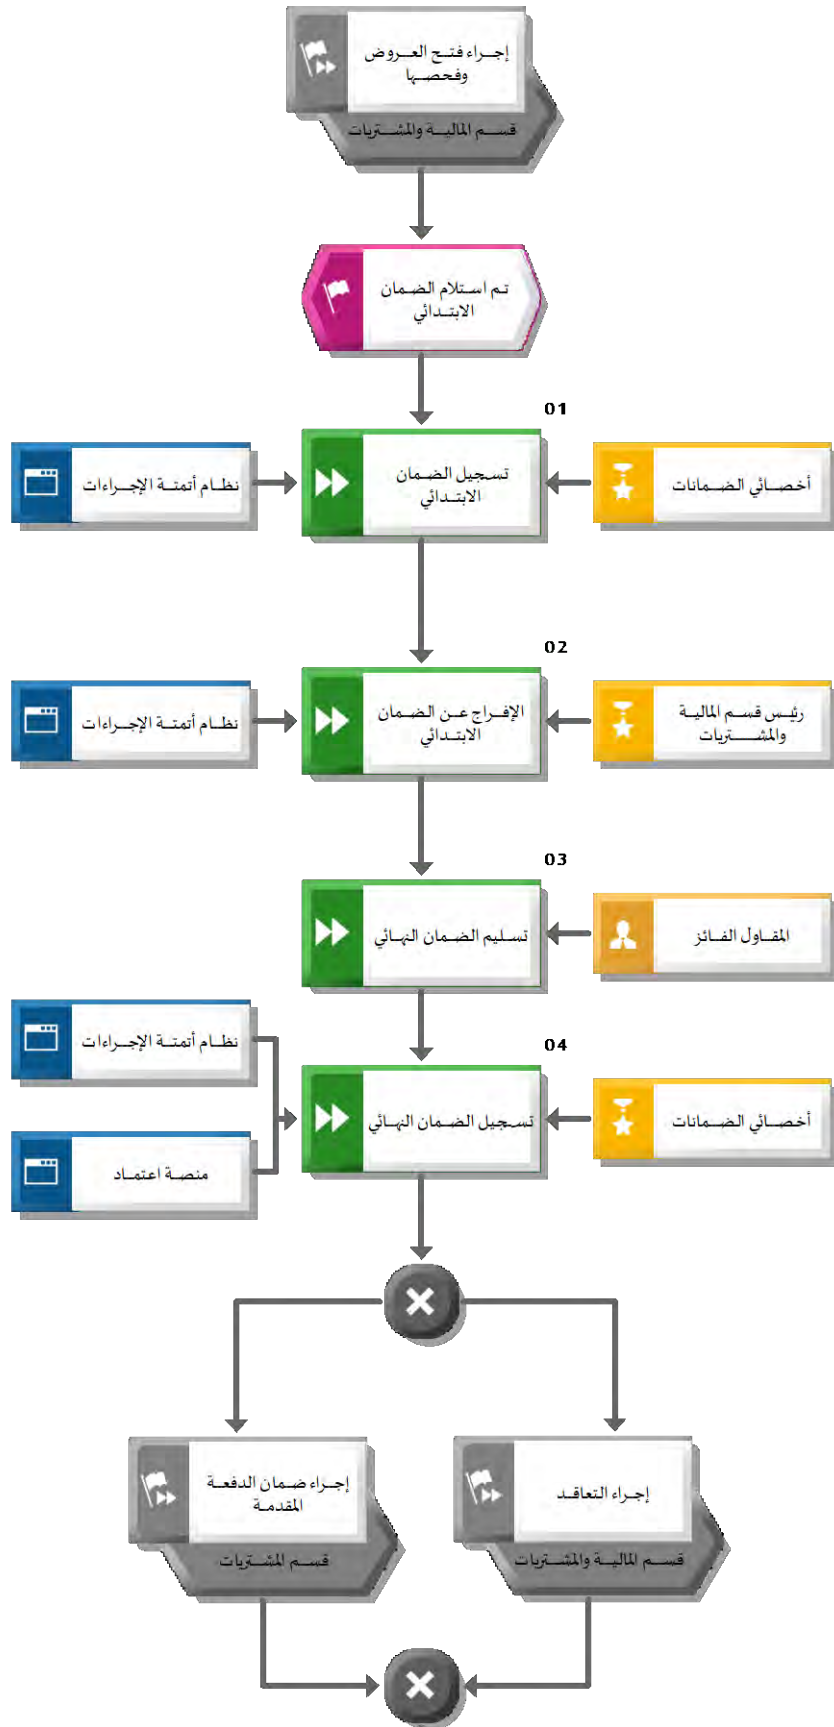 إجراء فتح العروض
وفحصها
قسم المالية والمشتريات
تم استلام الضمان
الابتدائي
01
أخصائي الضمانات
تسجيل الضمان
الابتدائي
نظام أتمتة الإجراءات
02
رئيس قسم المالية
والمشتريات
الإفراج عن الضمان
الابتدائي
نظام أتمتة الإجراءات
03
المقاول الفائز
تسليم الضمان النهائي
04
أخصائي الضمانات
تسجيل الضمان النهائي
نظام أتمتة الإجراءات
منصة اعتماد
إجراء التعاقد
قسم المالية والمشتريات
إجراء ضمان الدفعة
المقدمة
قسم المشتريات